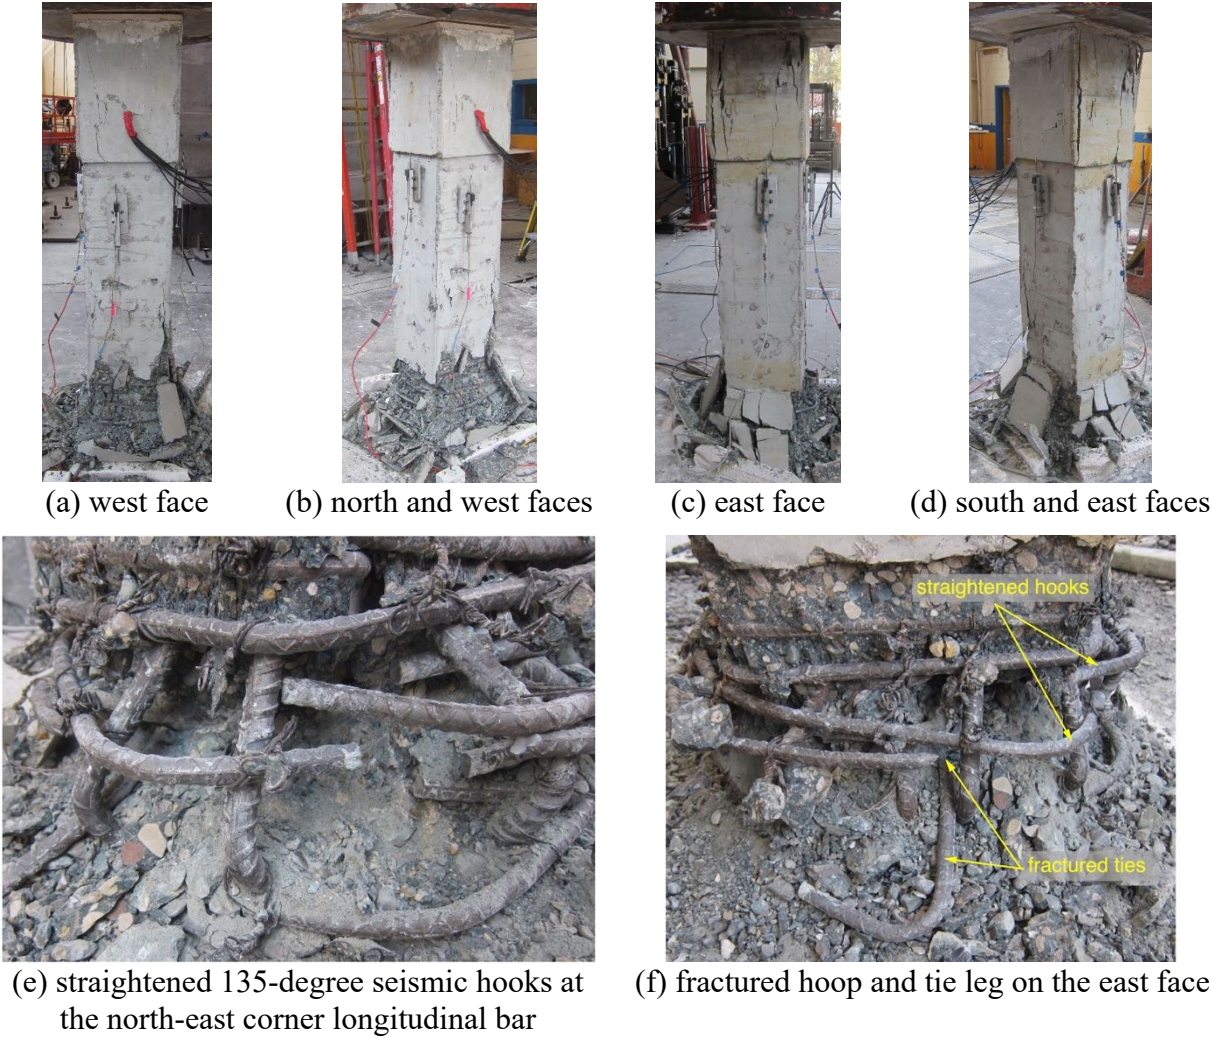 (a) west face
(b) north and west faces
(c) east face
(d) south and east faces
straightened hooks
fractured ties
(e) straightened 135-degree seismic hooks at
the north-east corner longitudinal bar
(f) fractured hoop and tie leg on the east face